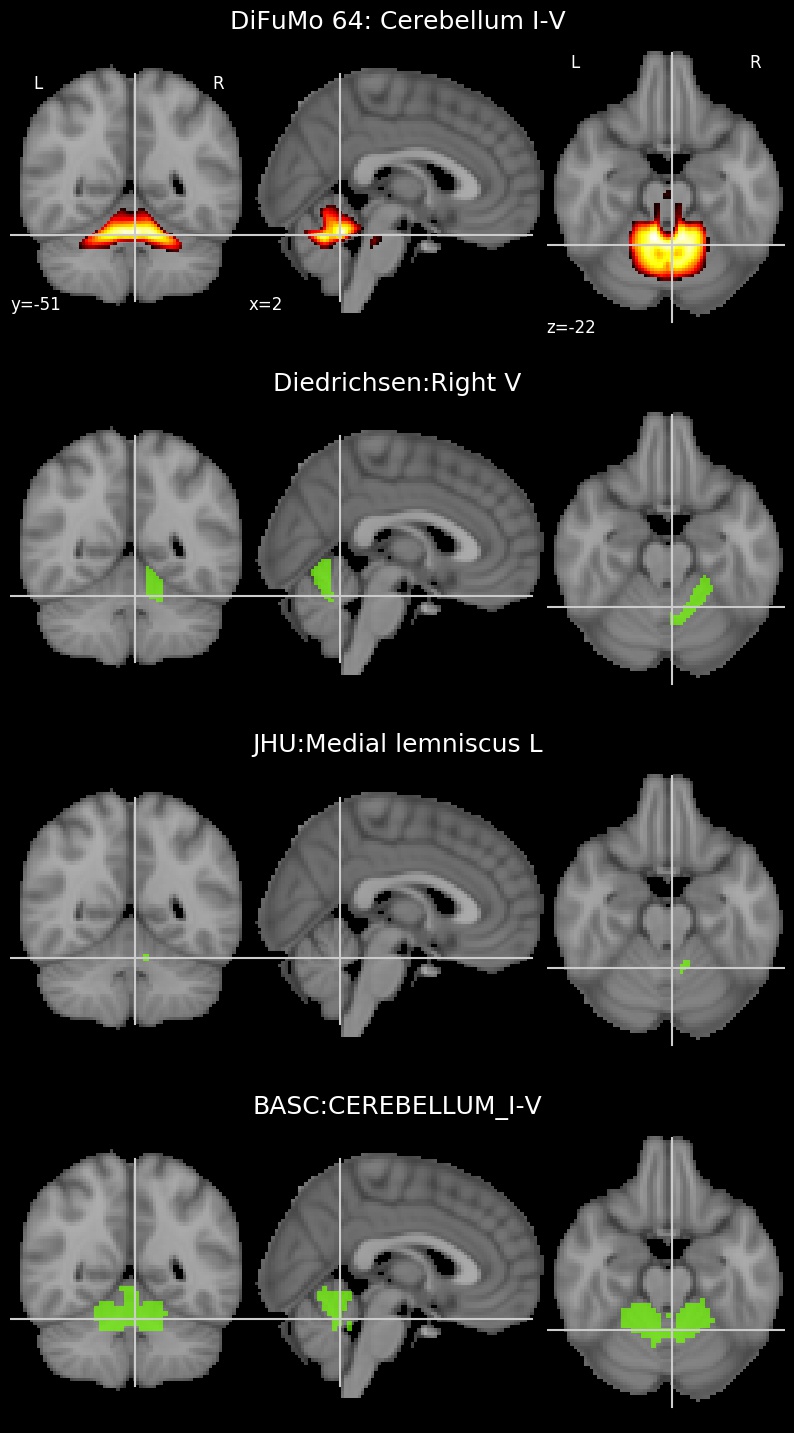 DiFuMo 64: Cerebellum I-V
L R L R
y=-51 x=2 z=-22
Diedrichsen:Right V
JHU:Medial lemniscus L
BASC:CEREBELLUM_I-V